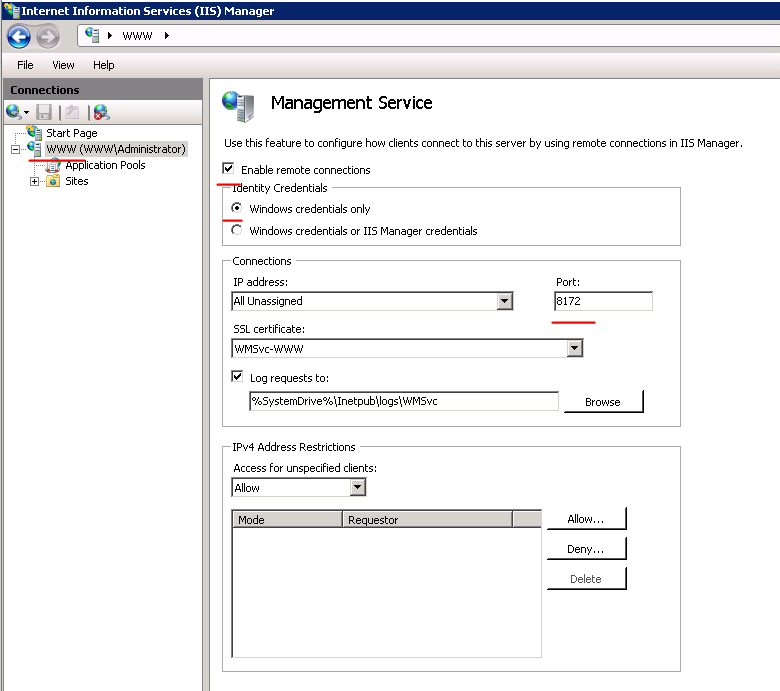 Internet Information Services (IIS) Manager
WWW
File View Help
Connections
Start Page
WWW (WWW\Administrator)
Application Pools
Sites
Management Service
Use this feature to configure how clients connect to this server by using remote connections in IIS Manager.
Enable remote connections
Identity Credentials
Windows credentials only
Windows credentials or IIS Manager credentials
Connections
IP address: Port:
All Unassigned 8172
SSL certificate:
WMSvc-WWW
Log requests to:
%SystemDrive%\Inetpub\logs\WMSvc Browse
IPv4 Address Restrictions
Access for unspecified clients:
Allow
Mode Requestor Allow...
Deny...
Delete